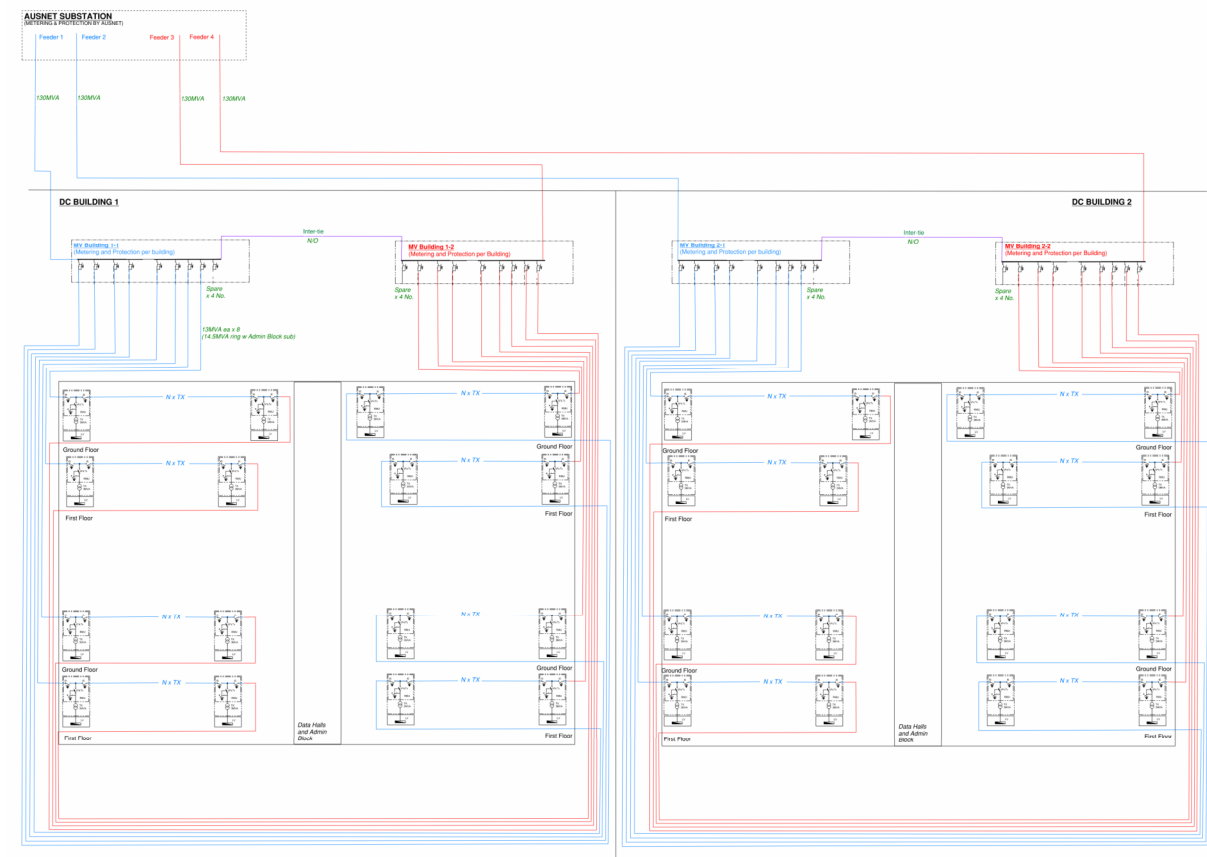 AUSNET SUBSTATION
(METERING & PROTECTION BY AUSNET)
Feeder 1
Feeder 2
Feeder 3
Feeder 4
130MVA
130MVA
130MVA
130MVA
DC BUILDING 1
DC BUILDING 2
MV Building 1-1
(Metering and Protection per building)
Inter-tie
N/O
MV Building 1-2
(Metering and Protection per Building)
MV Building 2-1
(Metering and Protection per building)
Inter-tie
N/O
MV Building 2-2
(Metering and Protection per Building)
Spare
x 4 No.
Spare
x 4 No.
Spare
x 4 No.
Spare
x 4 No.
13MVA ea x 8
(14.5MVA ring w Admin Block sub)
N x TX
N x TX
N x TX
N x TX
Ground Floor
Ground Floor
Ground Floor
Ground Floor
N x TX
N x TX
N x TX
N x TX
First Floor
First Floor
First Floor
First Floor
N x TX
N x TX
N x TX
N x TX
Ground Floor
Ground Floor
Ground Floor
Ground Floor
N x TX
N x TX
N x TX
N x TX
Data Halls
and Admin
Block
Data Halls
and Admin
Block
First Floor
First Floor
First Floor
First Floor